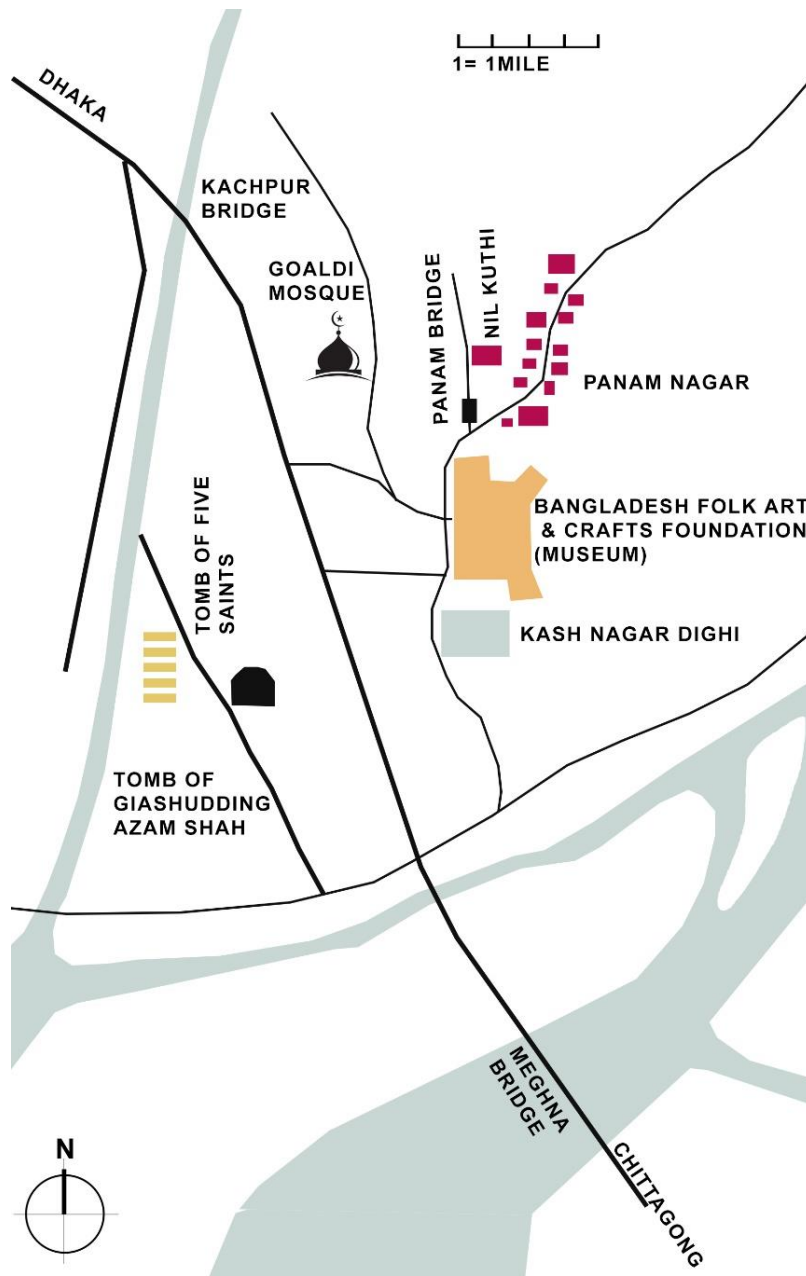 1= 1MILE
DHAKA
KACHPUR
BRIDGE
GOALDI
MOSQUE
PANAM BRIDGE
NIL KUTHI
PANAM NAGAR
BANGLADESH FOLK ART
& CRAFTS FOUNDATION
(MUSEUM)
TOMB OF FIVE
SAINTS
KASH NAGAR DIGHI
TOMB OF
GIASHUDDING
AZAM SHAH
MEGHNA
BRIDGE
CHITTAGONG
N